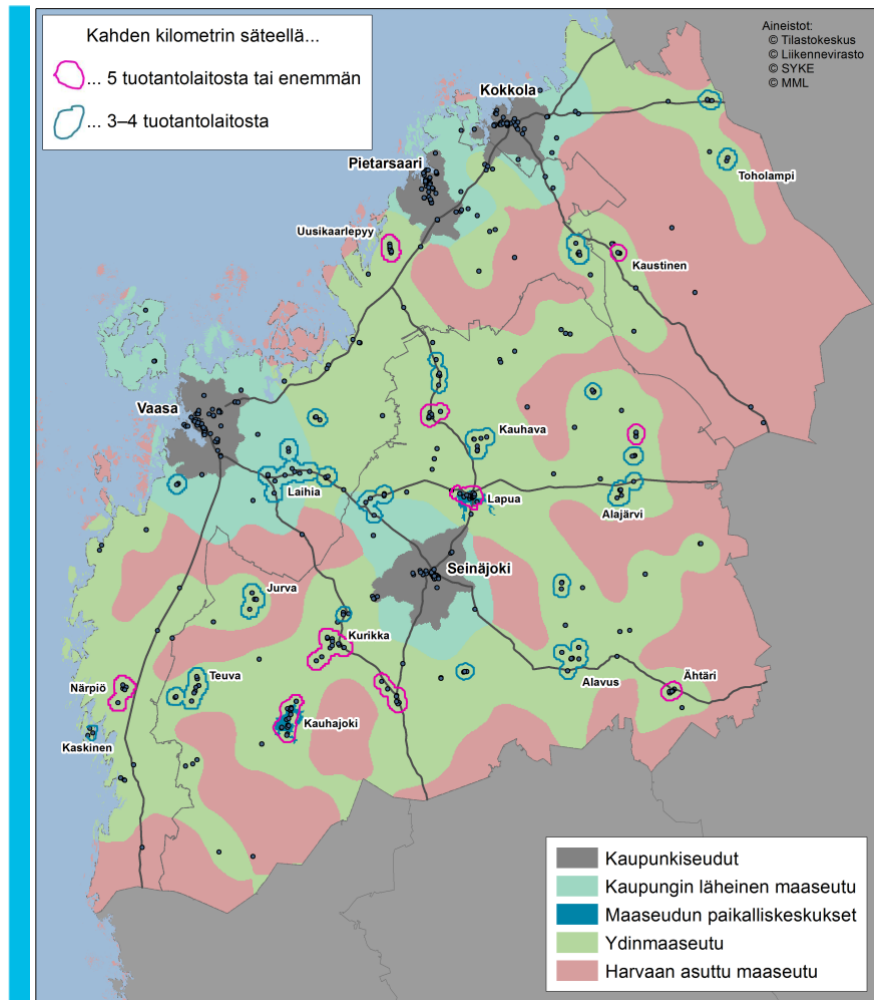 Kahden kilometrin säteellä...
... 5 tuotantolaitosta tai enemmän
... 3–4 tuotantolaitosta
Aineistot:
© Tilastokeskus
© Liikennevirasto
© SYKE
© MML
Kokkola
Pietarsaari
Toholampi
Uusikaarlepyy
Kaustinen
Vaasa
Kauhava
Laihia
Lapua
Alajärvi
Seinäjoki
Jurva
Kurikka
Teuva
Närpiö
Alavus
Ähtäri
Kauhajoki
Kaskinen
Kaupunkiseudut
Kaupungin läheinen maaseutu
Maaseudun paikalliskeskukset
Ydinmaaseutu
Harvaan asuttu maaseutu